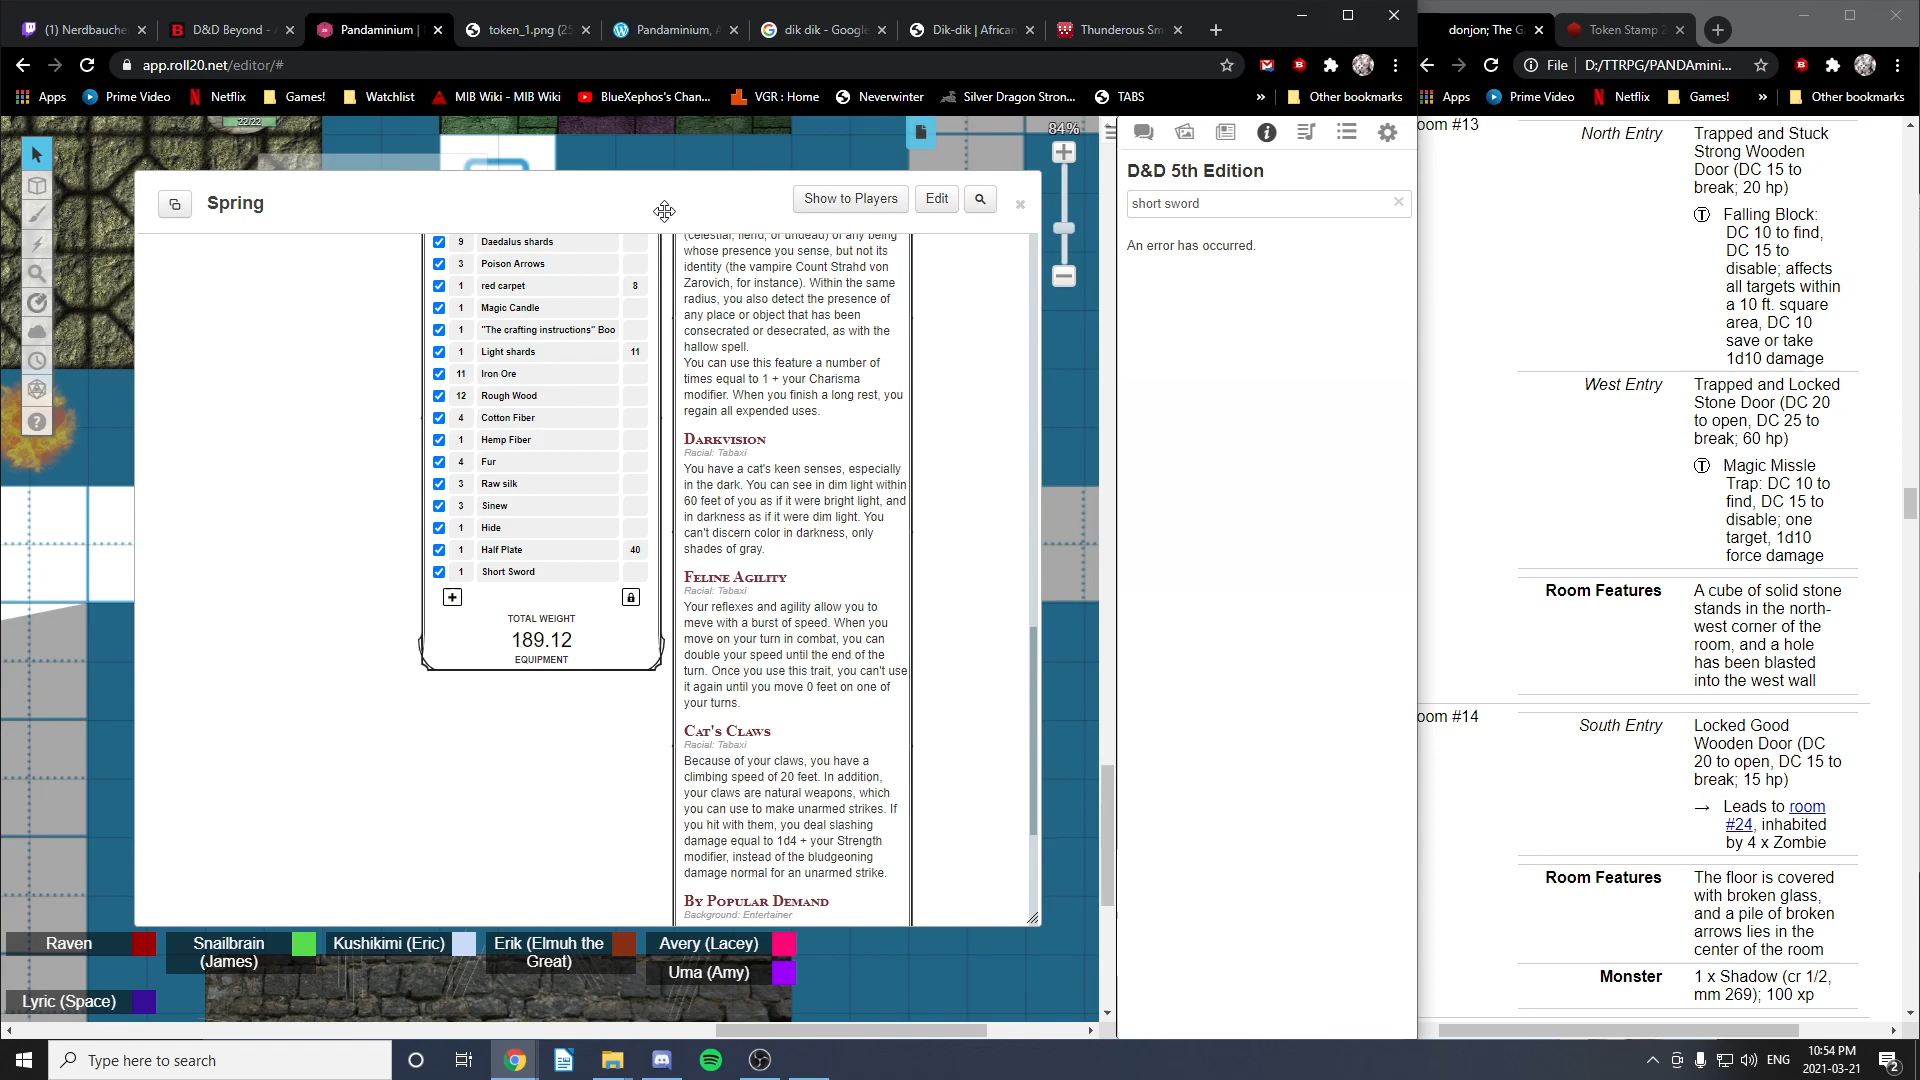 (1) Nerdbauche
D&D Beyond -
Pandaminium |
token_1.png (25
Pandaminium, A
dik dik - Google
Dik-dik | African
Thunderous Sm
donjon; The G
Token Stamp 2
app.roll20.net/editor/#
File | D:/TTRPG/PANDAmini...
Apps
Prime Video
Netflix
Games!
Watchlist
MIB Wiki - MIB Wiki
BlueXephos's Chan...
VGR : Home
Neverwinter
Silver Dragon Stron...
TABS
»
Other bookmarks
Apps
Prime Video
Netflix
Games!
»
Other bookmarks
22/22
84%
Spring
Show to Players
Edit
9 Daedalus shards
3 Poison Arrows
1 red carpet 8
1 Magic Candle
1 "The crafting instructions" Boo
1 Light shards 11
11 Iron Ore
12 Rough Wood
4 Cotton Fiber
1 Hemp Fiber
4 Fur
3 Raw silk
3 Sinew
1 Hide
1 Half Plate 40
1 Short Sword
TOTAL WEIGHT
189.12
EQUIPMENT
(celestial, fiend, or undead) of any being
whose presence you sense, but not its
identity (the vampire Count Strahd von
Zarovich, for instance). Within the same
radius, you also detect the presence of
any place or object that has been
consecrated or desecrated, as with the
hallow spell.
You can use this feature a number of
times equal to 1 + your Charisma
modifier. When you finish a long rest, you
regain all expended uses.
DARKVISION
Racial: Tabaxi
You have a cat's keen senses, especially
in the dark. You can see in dim light within
60 feet of you as if it were bright light, and
in darkness as if it were dim light. You
can't discern color in darkness, only
shades of gray.
FELINE AGILITY
Racial: Tabaxi
Your reflexes and agility allow you to
meve with a burst of speed. When you
move on your turn in combat, you can
double your speed until the end of the
turn. Once you use this trait, you can't use
it again until you move 0 feet on one of
your turns.
CAT'S CLAWS
Racial: Tabaxi
Because of your claws, you have a
climbing speed of 20 feet. In addition,
your claws are natural weapons, which
you can use to make unarmed strikes. If
you hit with them, you deal slashing
damage equal to 1d4 + your Strength
modifier, instead of the bludgeoning
damage normal for an unarmed strike.
BY POPULAR DEMAND
Background: Entertainer
D&D 5th Edition
short sword
An error has occurred.
oom #13
North Entry
Trapped and Stuck
Strong Wooden
Door (DC 15 to
break; 20 hp)
Ⓣ Falling Block:
DC 10 to find,
DC 15 to
disable; affects
all targets within
a 10 ft. square
area, DC 10
save or take
1d10 damage
West Entry
Trapped and Locked
Stone Door (DC 20
to open, DC 25 to
break; 60 hp)
Ⓣ Magic Missle
Trap: DC 10 to
find, DC 15 to
disable; one
target, 1d10
force damage
Room Features
A cube of solid stone
stands in the north-
west corner of the
room, and a hole
has been blasted
into the west wall
oom #14
South Entry
Locked Good
Wooden Door (DC
20 to open, DC 15 to
break; 15 hp)
→ Leads to room
#24, inhabited
by 4 x Zombie
Room Features
The floor is covered
with broken glass,
and a pile of broken
arrows lies in the
center of the room
Monster
1 x Shadow (cr 1/2,
mm 269); 100 xp
Raven
Snailbrain
(James)
Kushikimi (Eric)
Erik (Elmuh the
Great)
Avery (Lacey)
Uma (Amy)
Lyric (Space)
Type here to search
ENG
10:54 PM
2021-03-21
2